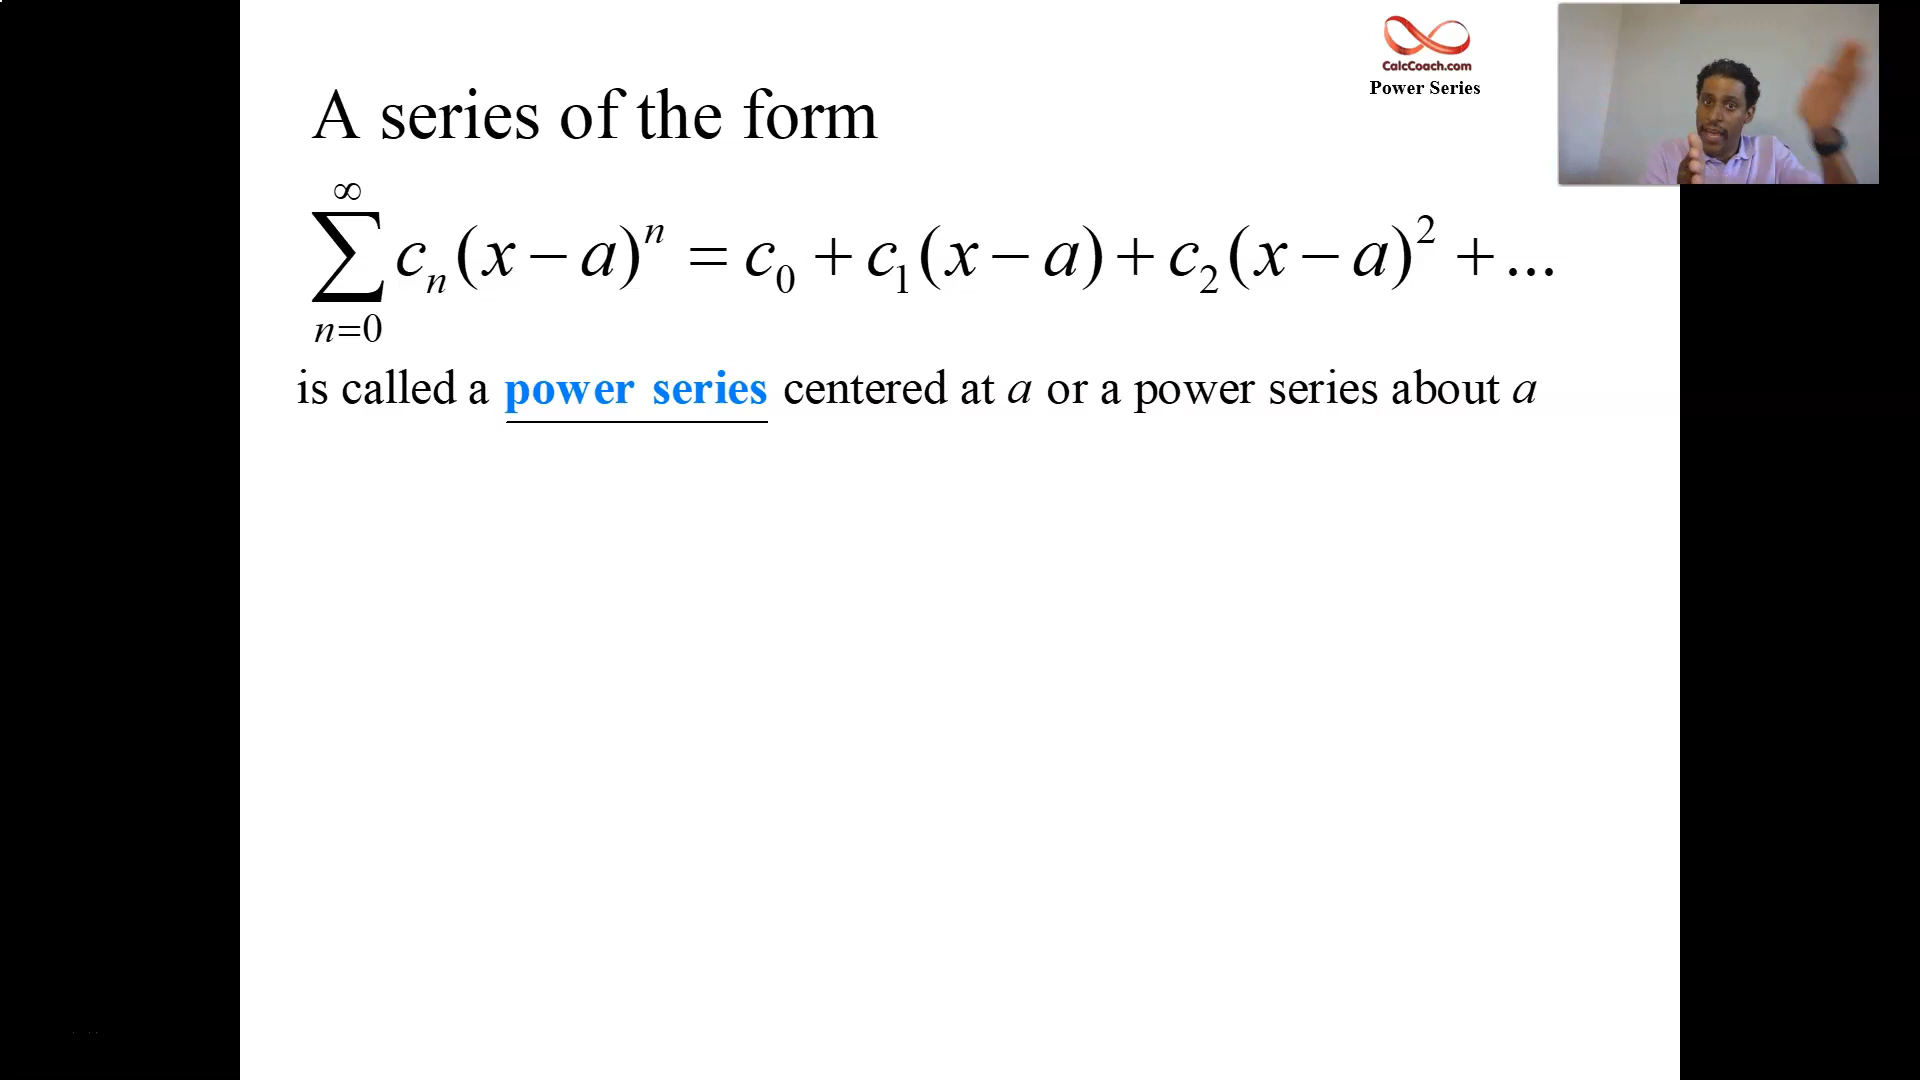 CalcCoach.com
Power Series
A series of the form
∞
∑ cₙ(x − a)ⁿ = c₀ + c₁(x − a) + c₂(x − a)² + ...
n=0
is called a power series centered at a or a power series about a